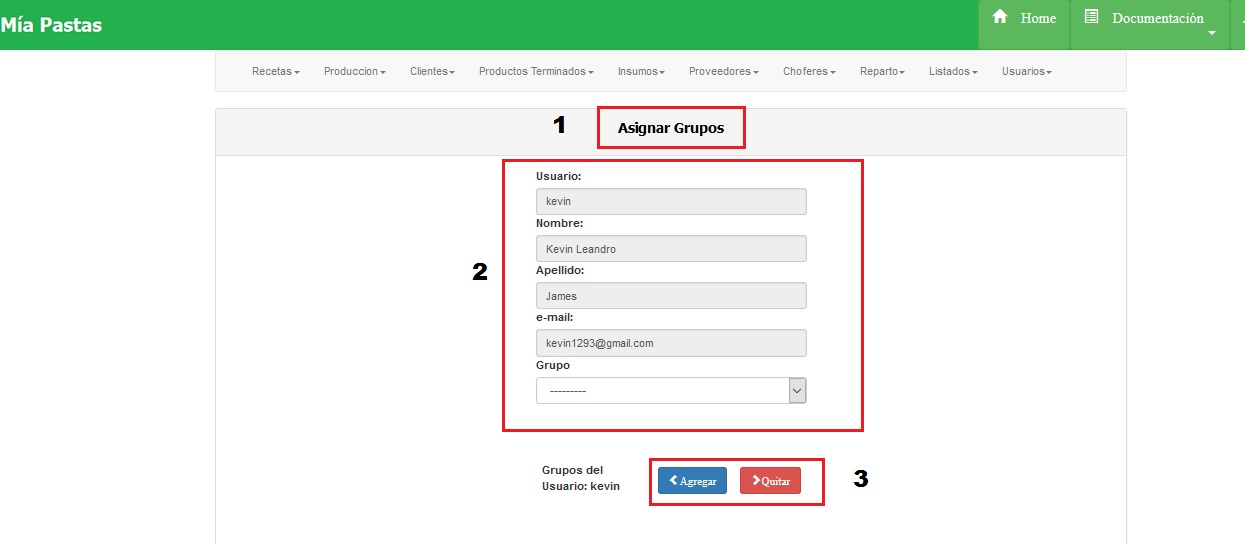 Mía Pastas
Home
Documentación
Recetas
Produccion
Clientes
Productos Terminados
Insumos
Proveedores
Choferes
Reparto
Listados
Usuarios
1
Asignar Grupos
2
Usuario:
kevin
Nombre:
Kevin Leandro
Apellido:
James
e-mail:
kevin1293@gmail.com
Grupo
---------
Grupos del
Usuario: kevin
Agregar
Quitar
3